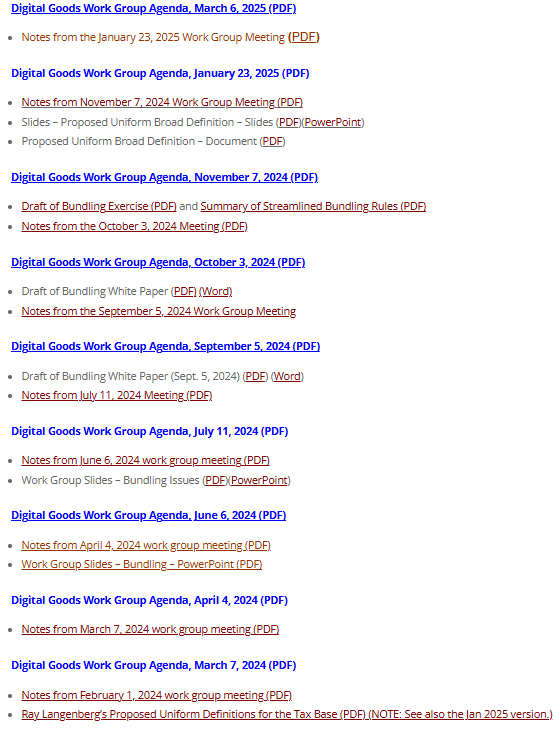 Digital Goods Work Group Agenda, March 6, 2025 (PDF)
Notes from the January 23, 2025 Work Group Meeting (PDF)
Digital Goods Work Group Agenda, January 23, 2025 (PDF)
Notes from November 7, 2024 Work Group Meeting (PDF)
Slides – Proposed Uniform Broad Definition – Slides (PDF)(PowerPoint)
Proposed Uniform Broad Definition – Document (PDF)
Digital Goods Work Group Agenda, November 7, 2024 (PDF)
Draft of Bundling Exercise (PDF) and Summary of Streamlined Bundling Rules (PDF)
Notes from the October 3, 2024 Meeting (PDF)
Digital Goods Work Group Agenda, October 3, 2024 (PDF)
Draft of Bundling White Paper (PDF) (Word)
Notes from the September 5, 2024 Work Group Meeting
Digital Goods Work Group Agenda, September 5, 2024 (PDF)
Draft of Bundling White Paper (Sept. 5, 2024) (PDF) (Word)
Notes from July 11, 2024 Meeting (PDF)
Digital Goods Work Group Agenda, July 11, 2024 (PDF)
Notes from June 6, 2024 work group meeting (PDF)
Work Group Slides – Bundling Issues (PDF)(PowerPoint)
Digital Goods Work Group Agenda, June 6, 2024 (PDF)
Notes from April 4, 2024 work group meeting (PDF)
Work Group Slides – Bundling – PowerPoint (PDF)
Digital Goods Work Group Agenda, April 4, 2024 (PDF)
Notes from March 7, 2024 work group meeting (PDF)
Digital Goods Work Group Agenda, March 7, 2024 (PDF)
Notes from February 1, 2024 work group meeting (PDF)
Ray Langenberg's Proposed Uniform Definitions for the Tax Base (PDF) (NOTE: See also the Jan 2025 version.)